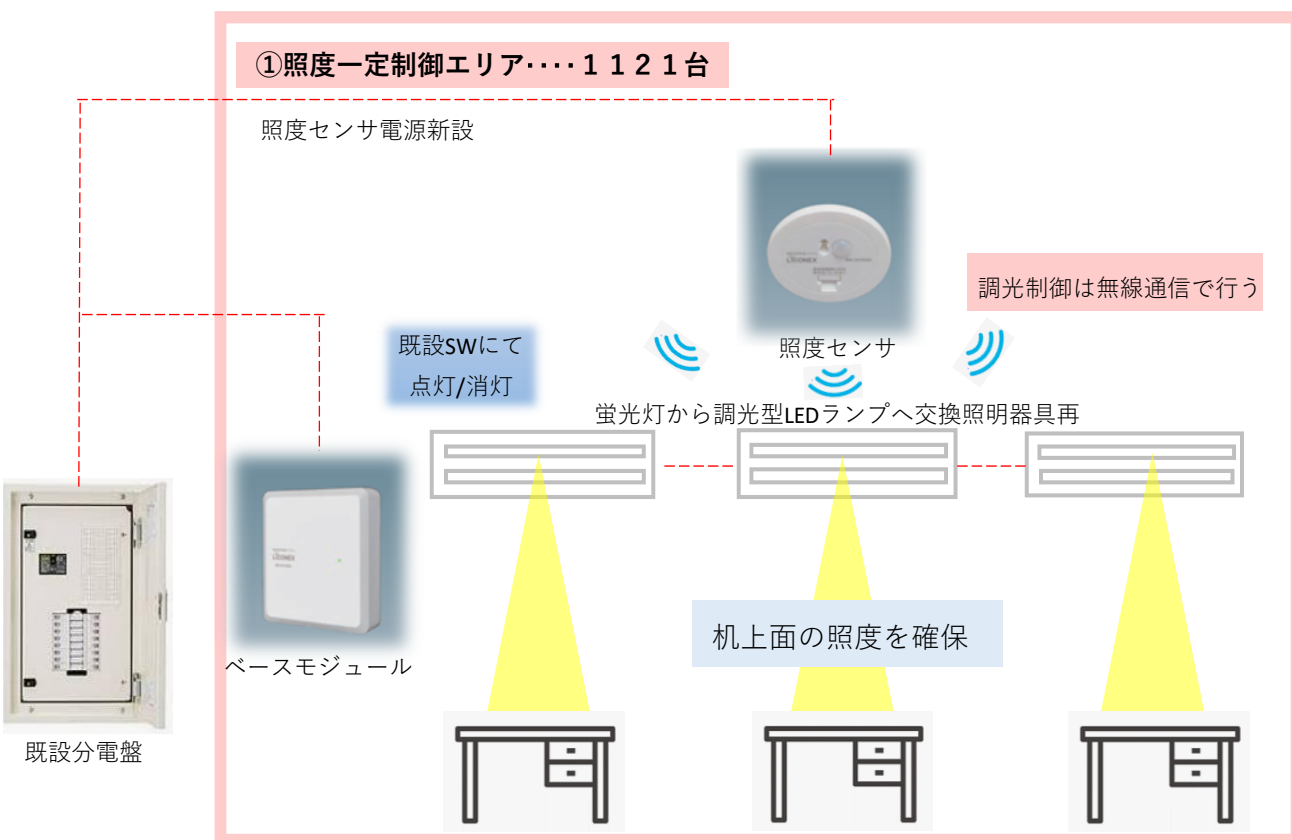 ①照度一定制御エリア････１１２１台
照度センサ電源新設
調光制御は無線通信で行う
既設SWにて
点灯/消灯
照度センサ
蛍光灯から調光型LEDランプへ交換照明器具再
机上面の照度を確保
ベースモジュール
既設分電盤